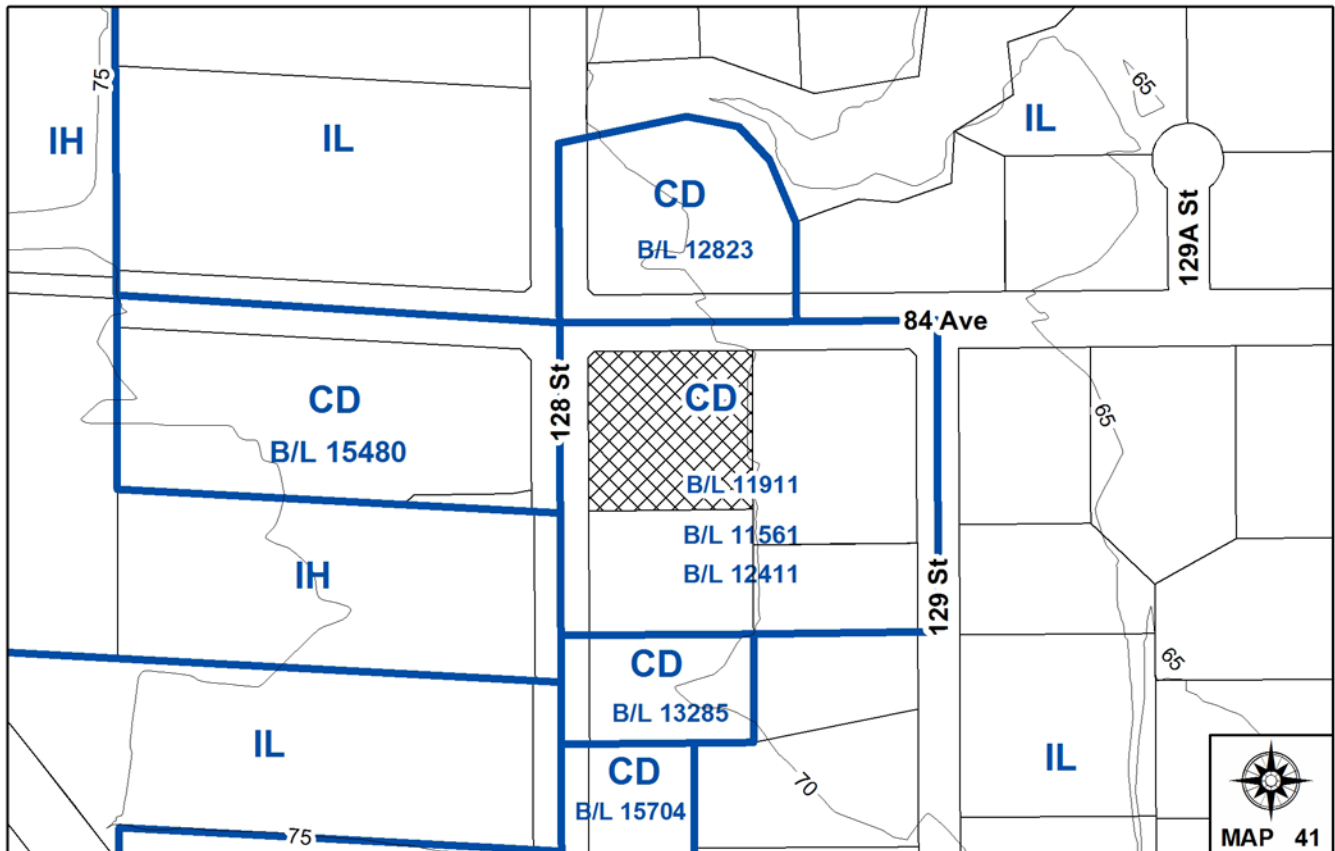 75
IH
IL
CD
B/L 12823
IL
65
129A St
84 Ave
128 St
CD
B/L 15480
CD
B/L 11911
B/L 11561
B/L 12411
65
IH
129 St
CD
B/L 13285
65
IL
CD
B/L 15704
70
IL
75
MAP 41